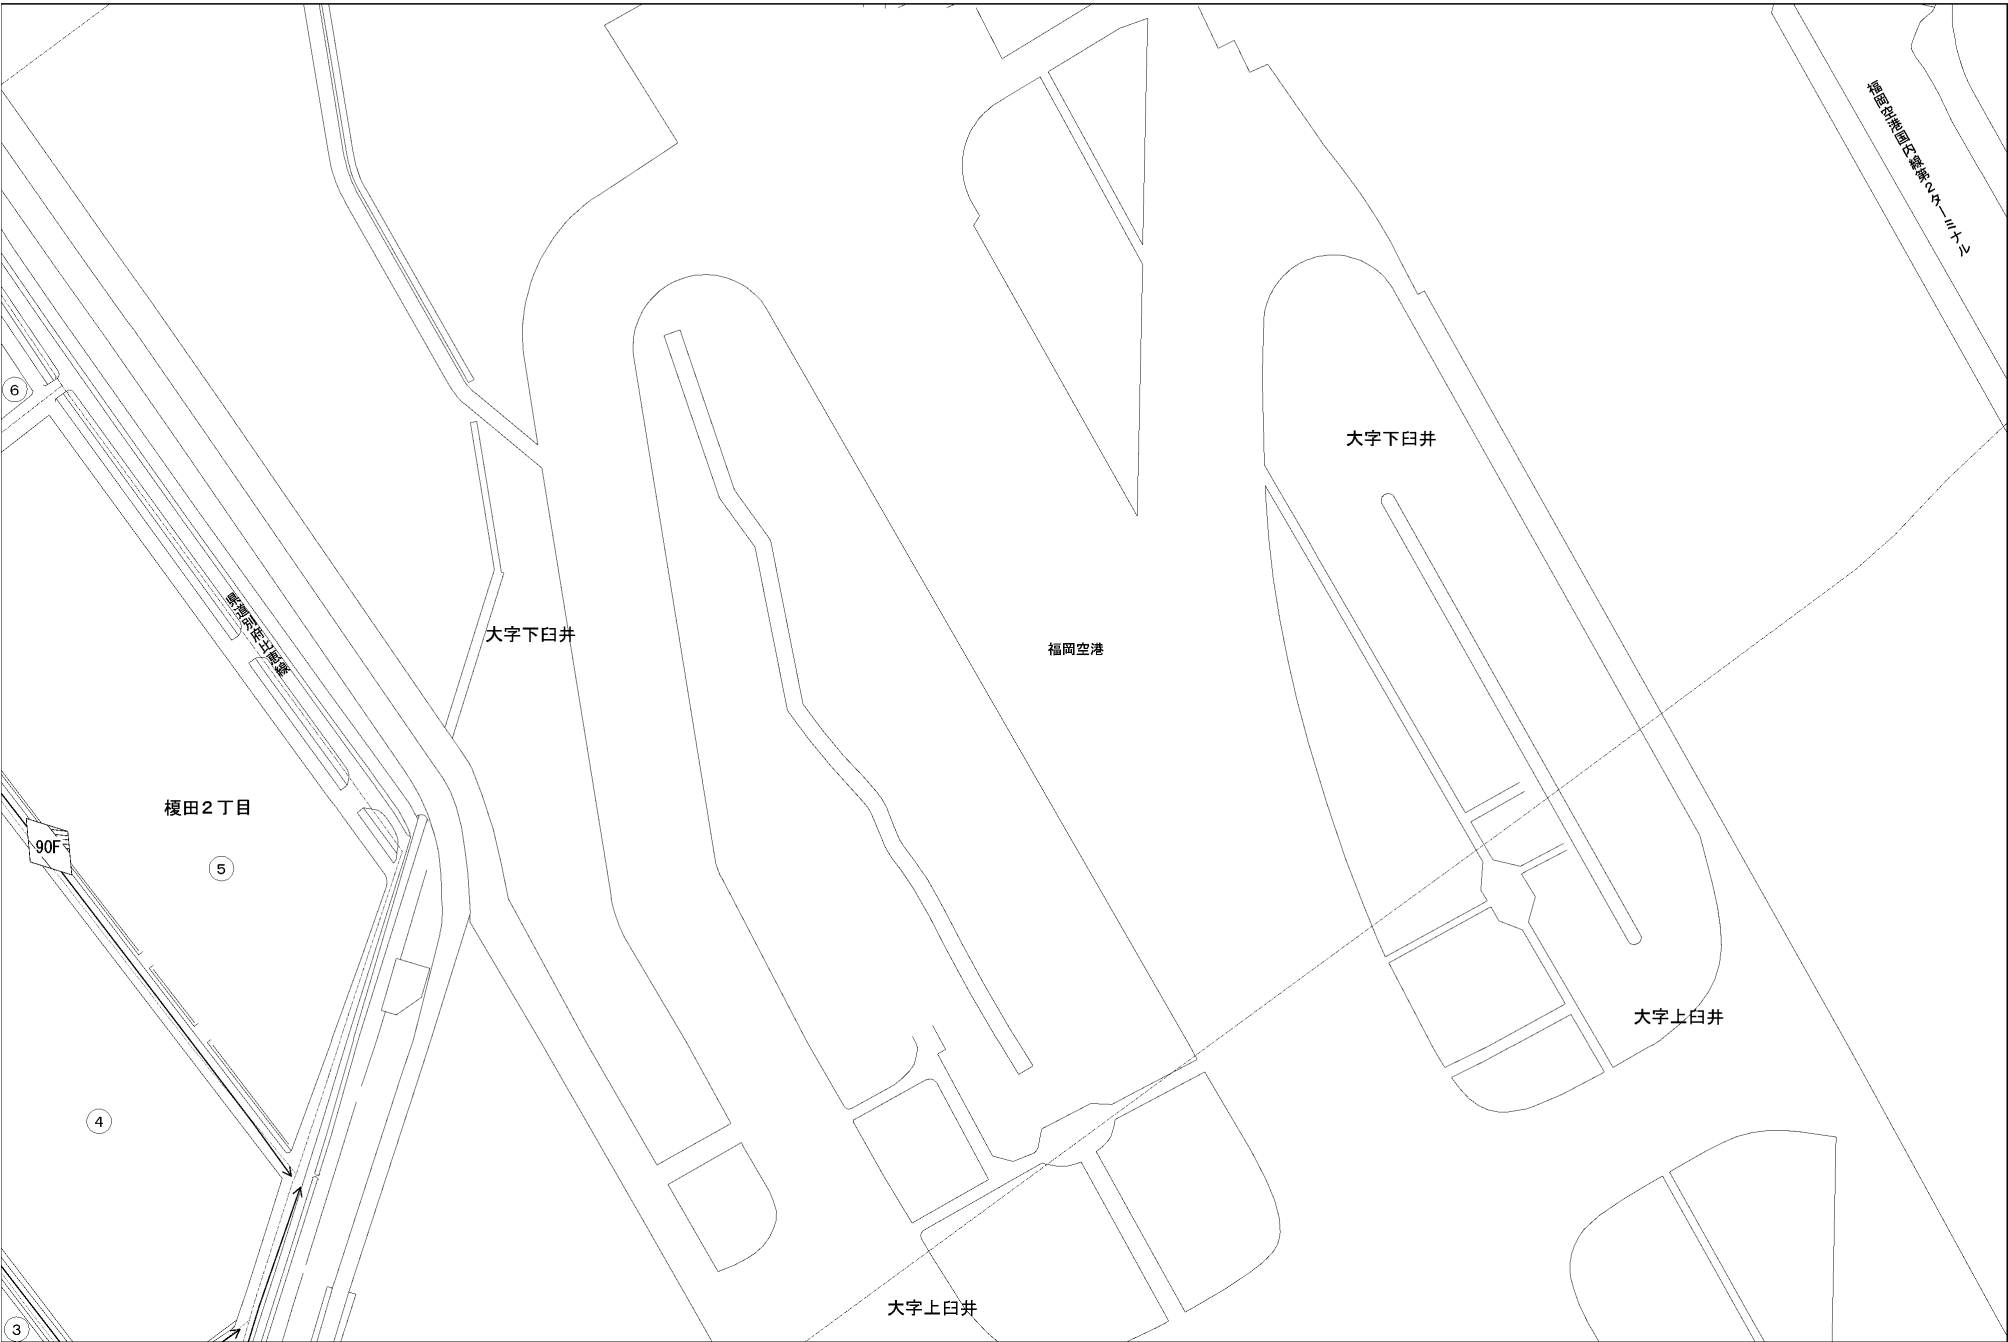 福岡空港国内線第2ターミナル
6
大字下臼井
県道別府比恵線
大字下臼井
福岡空港
榎田2丁目
90F
5
大字上臼井
4
大字上臼井
3